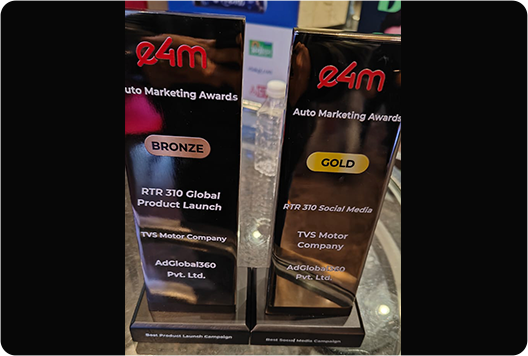 e4m
Auto Marketing Awards
BRONZE
RTR 310 Global
Product Launch
TVS Motor Company
AdGlobal360
Pvt. Ltd.
Best Product Launch Campaign
e4m
Auto Marketing Awards
GOLD
RTR 310 Social Media
TVS Motor
Company
AdGlobal360
Pvt. Ltd.
Best Social Media Campaign